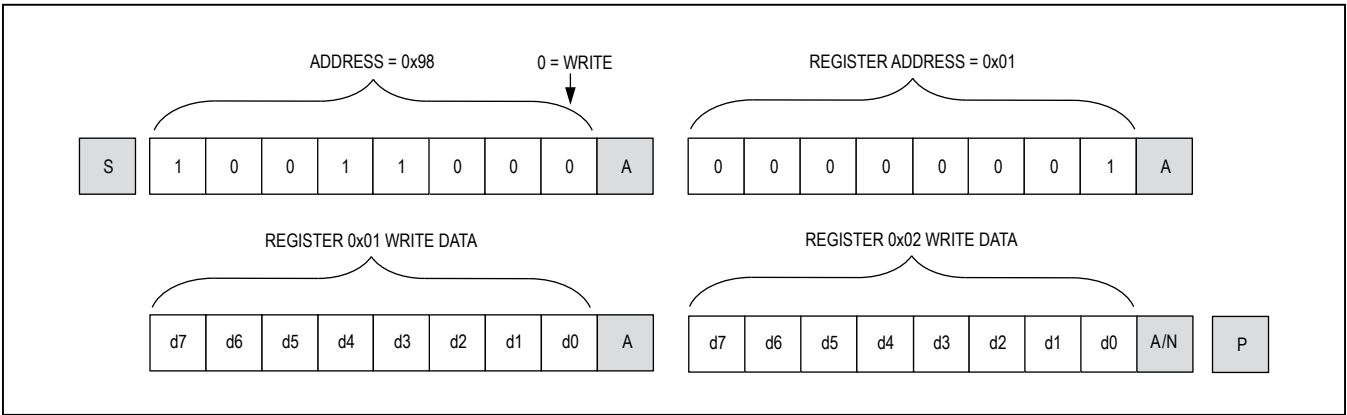 ADDRESS = 0x98 0 = WRITE REGISTER ADDRESS = 0x01
S 1 0 0 1 1 0 0 0 A 0 0 0 0 0 0 0 1 A
REGISTER 0x01 WRITE DATA REGISTER 0x02 WRITE DATA
d7 d6 d5 d4 d3 d2 d1 d0 A d7 d6 d5 d4 d3 d2 d1 d0 A/N P